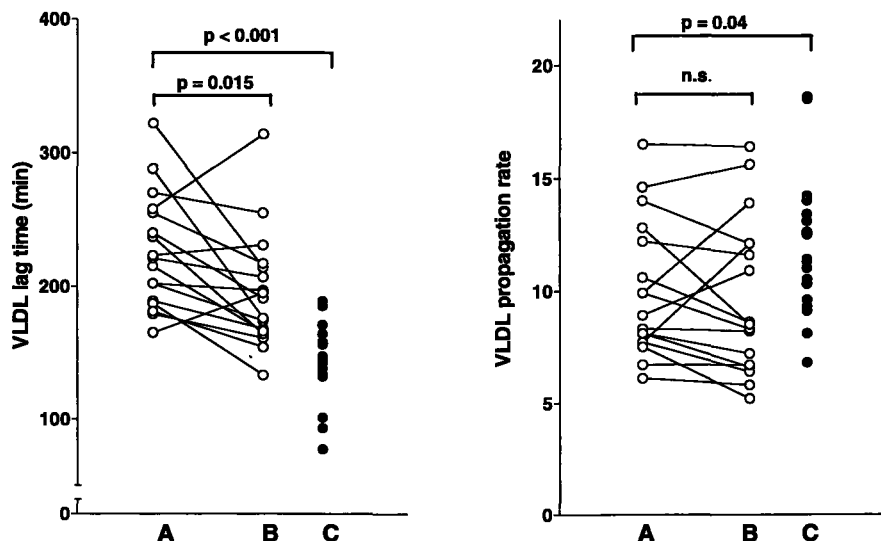 400
p < 0.001
p = 0.015
300
VLDL lag time (min)
200
100
0
A B C
p = 0.04
20
n.s.
15
VLDL propagation rate
10
5
0
A B C